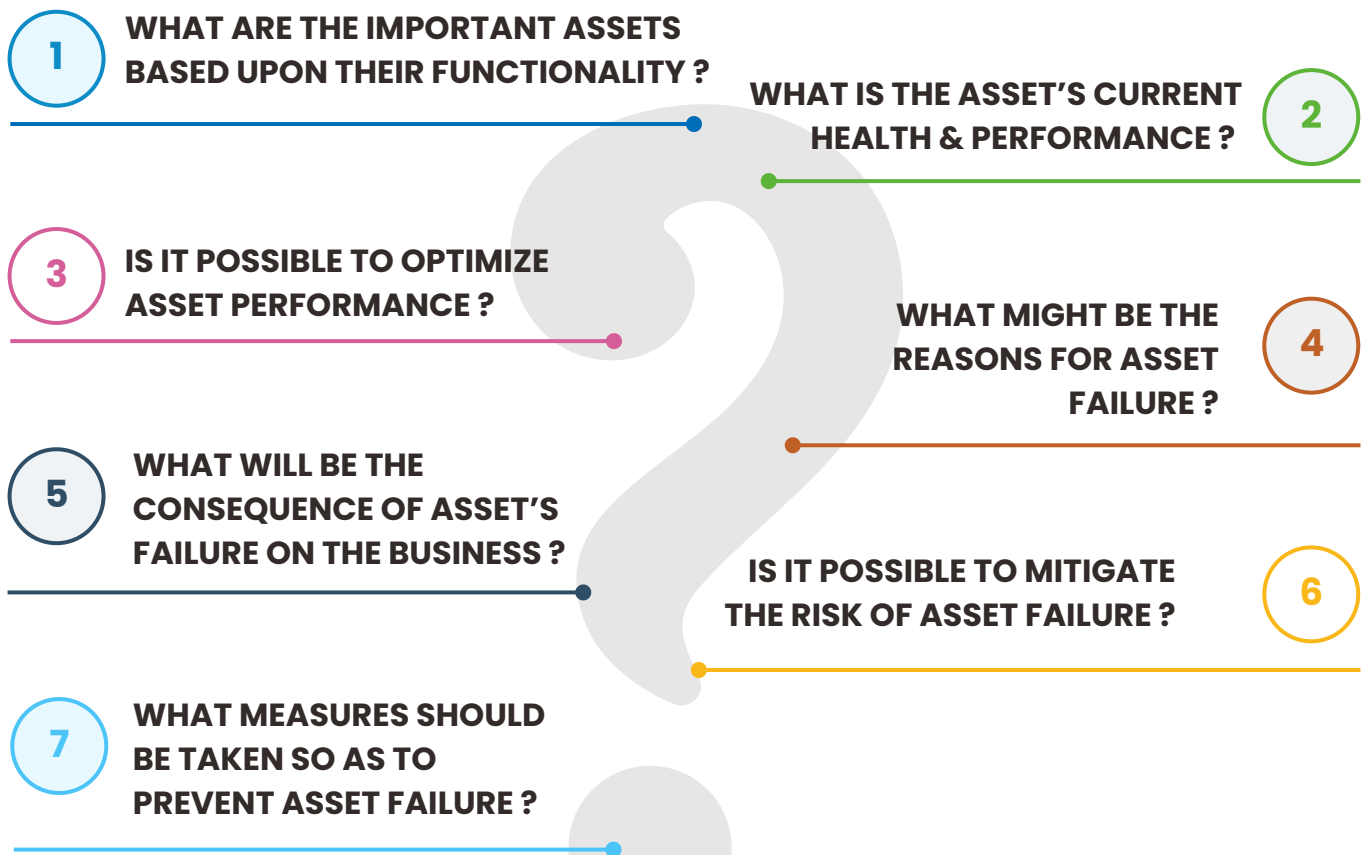 1
WHAT ARE THE IMPORTANT ASSETS
BASED UPON THEIR FUNCTIONALITY ?
2
WHAT IS THE ASSET’S CURRENT
HEALTH & PERFORMANCE ?
3
IS IT POSSIBLE TO OPTIMIZE
ASSET PERFORMANCE ?
4
WHAT MIGHT BE THE
REASONS FOR ASSET
FAILURE ?
5
WHAT WILL BE THE
CONSEQUENCE OF ASSET’S
FAILURE ON THE BUSINESS ?
6
IS IT POSSIBLE TO MITIGATE
THE RISK OF ASSET FAILURE ?
7
WHAT MEASURES SHOULD
BE TAKEN SO AS TO
PREVENT ASSET FAILURE ?